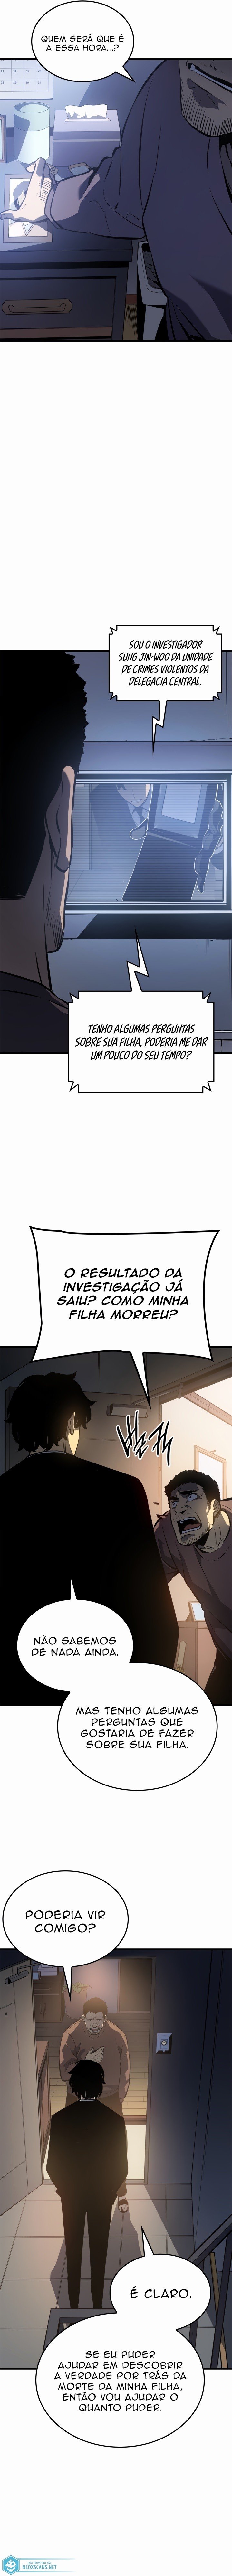 QUEM SERÁ QUE É
A ESSA HORA...?
SOU O INVESTIGADOR
SUNG JIN-WOO DA UNIDADE
DE CRIMES VIOLENTOS DA
DELEGACIA CENTRAL.
TENHO ALGUMAS PERGUNTAS
SOBRE SUA FILHA, PODERIA ME DAR
UM POUCO DO SEU TEMPO?
O RESULTADO DA
INVESTIGAÇÃO JÁ
SAIU? COMO MINHA
FILHA MORREU?
NÃO SABEMOS
DE NADA AINDA.
MAS TENHO ALGUMAS
PERGUNTAS QUE
GOSTARIA DE FAZER
SOBRE SUA FILHA.
PODERIA VIR
COMIGO?
É CLARO.
SE EU PUDER
AJUDAR EM DESCOBRIR
A VERDADE POR TRÁS DA
MORTE DA MINHA FILHA,
ENTÃO VOU AJUDAR O
QUANTO PUDER.
NEOXSCANS.NET